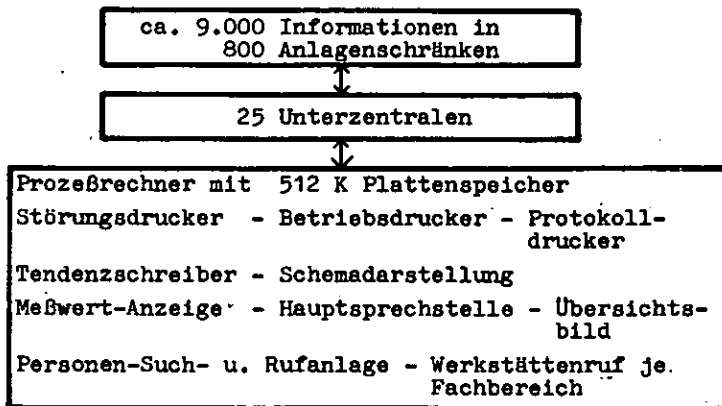 ca. 9.000 Informationen in
800 Anlagenschränken
25 Unterzentralen
Prozeßrechner mit 512 K Plattenspeicher
Störungsdrucker - Betriebsdrucker - Protokoll-
drucker
Tendenzschreiber - Schemadarstellung
Meßwert-Anzeige - Hauptsprechstelle - Übersichts-
bild
Personen-Such- u. Rufanlage - Werkstättenruf je
Fachbereich